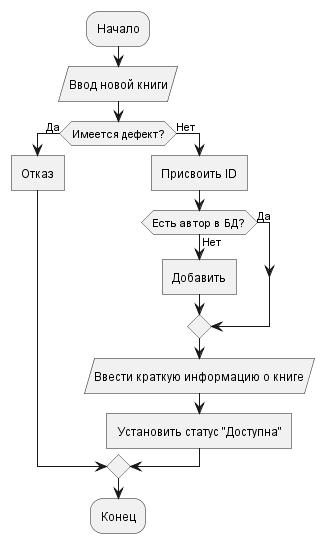 Начало
Ввод новой книги
Да
Имеется дефект?
Нет
Отказ
Присвоить ID
Есть автор в БД?
Да
Нет
Добавить
Ввести краткую информацию о книге
Установить статус "Доступна"
Конец